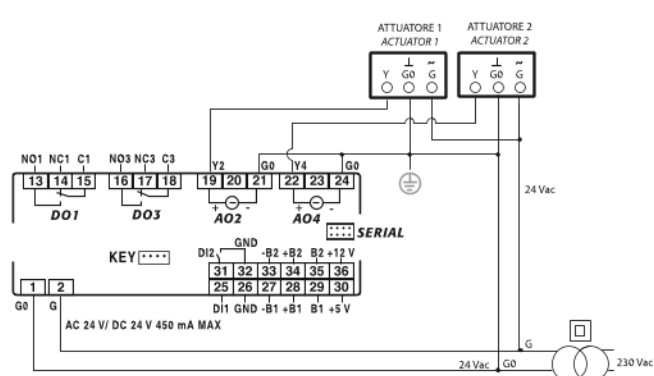 ATTUATORE 1
ACTUATOR 1
ATTUATORE 2
ACTUATOR 2
Y G0 G ~
Y G0 G ~
NO1 NC1 C1
NO3 NC3 C3
Y2
G0
Y4
G0
13 14 15
16 17 18
19 20 21
22 23 24
+ -
+ -
DO1
DO3
AO2
AO4
24 Vac
SERIAL
KEY
DI2
GND
-B2 +B2
B2 +12 V
31 32 33 34 35 36
25 26 27 28 29 30
DI1 GND -B1 +B1 B1 +5 V
1 2
G0
G
AC 24 V/ DC 24 V 450 mA MAX
G
24 Vac
G0
230 Vac